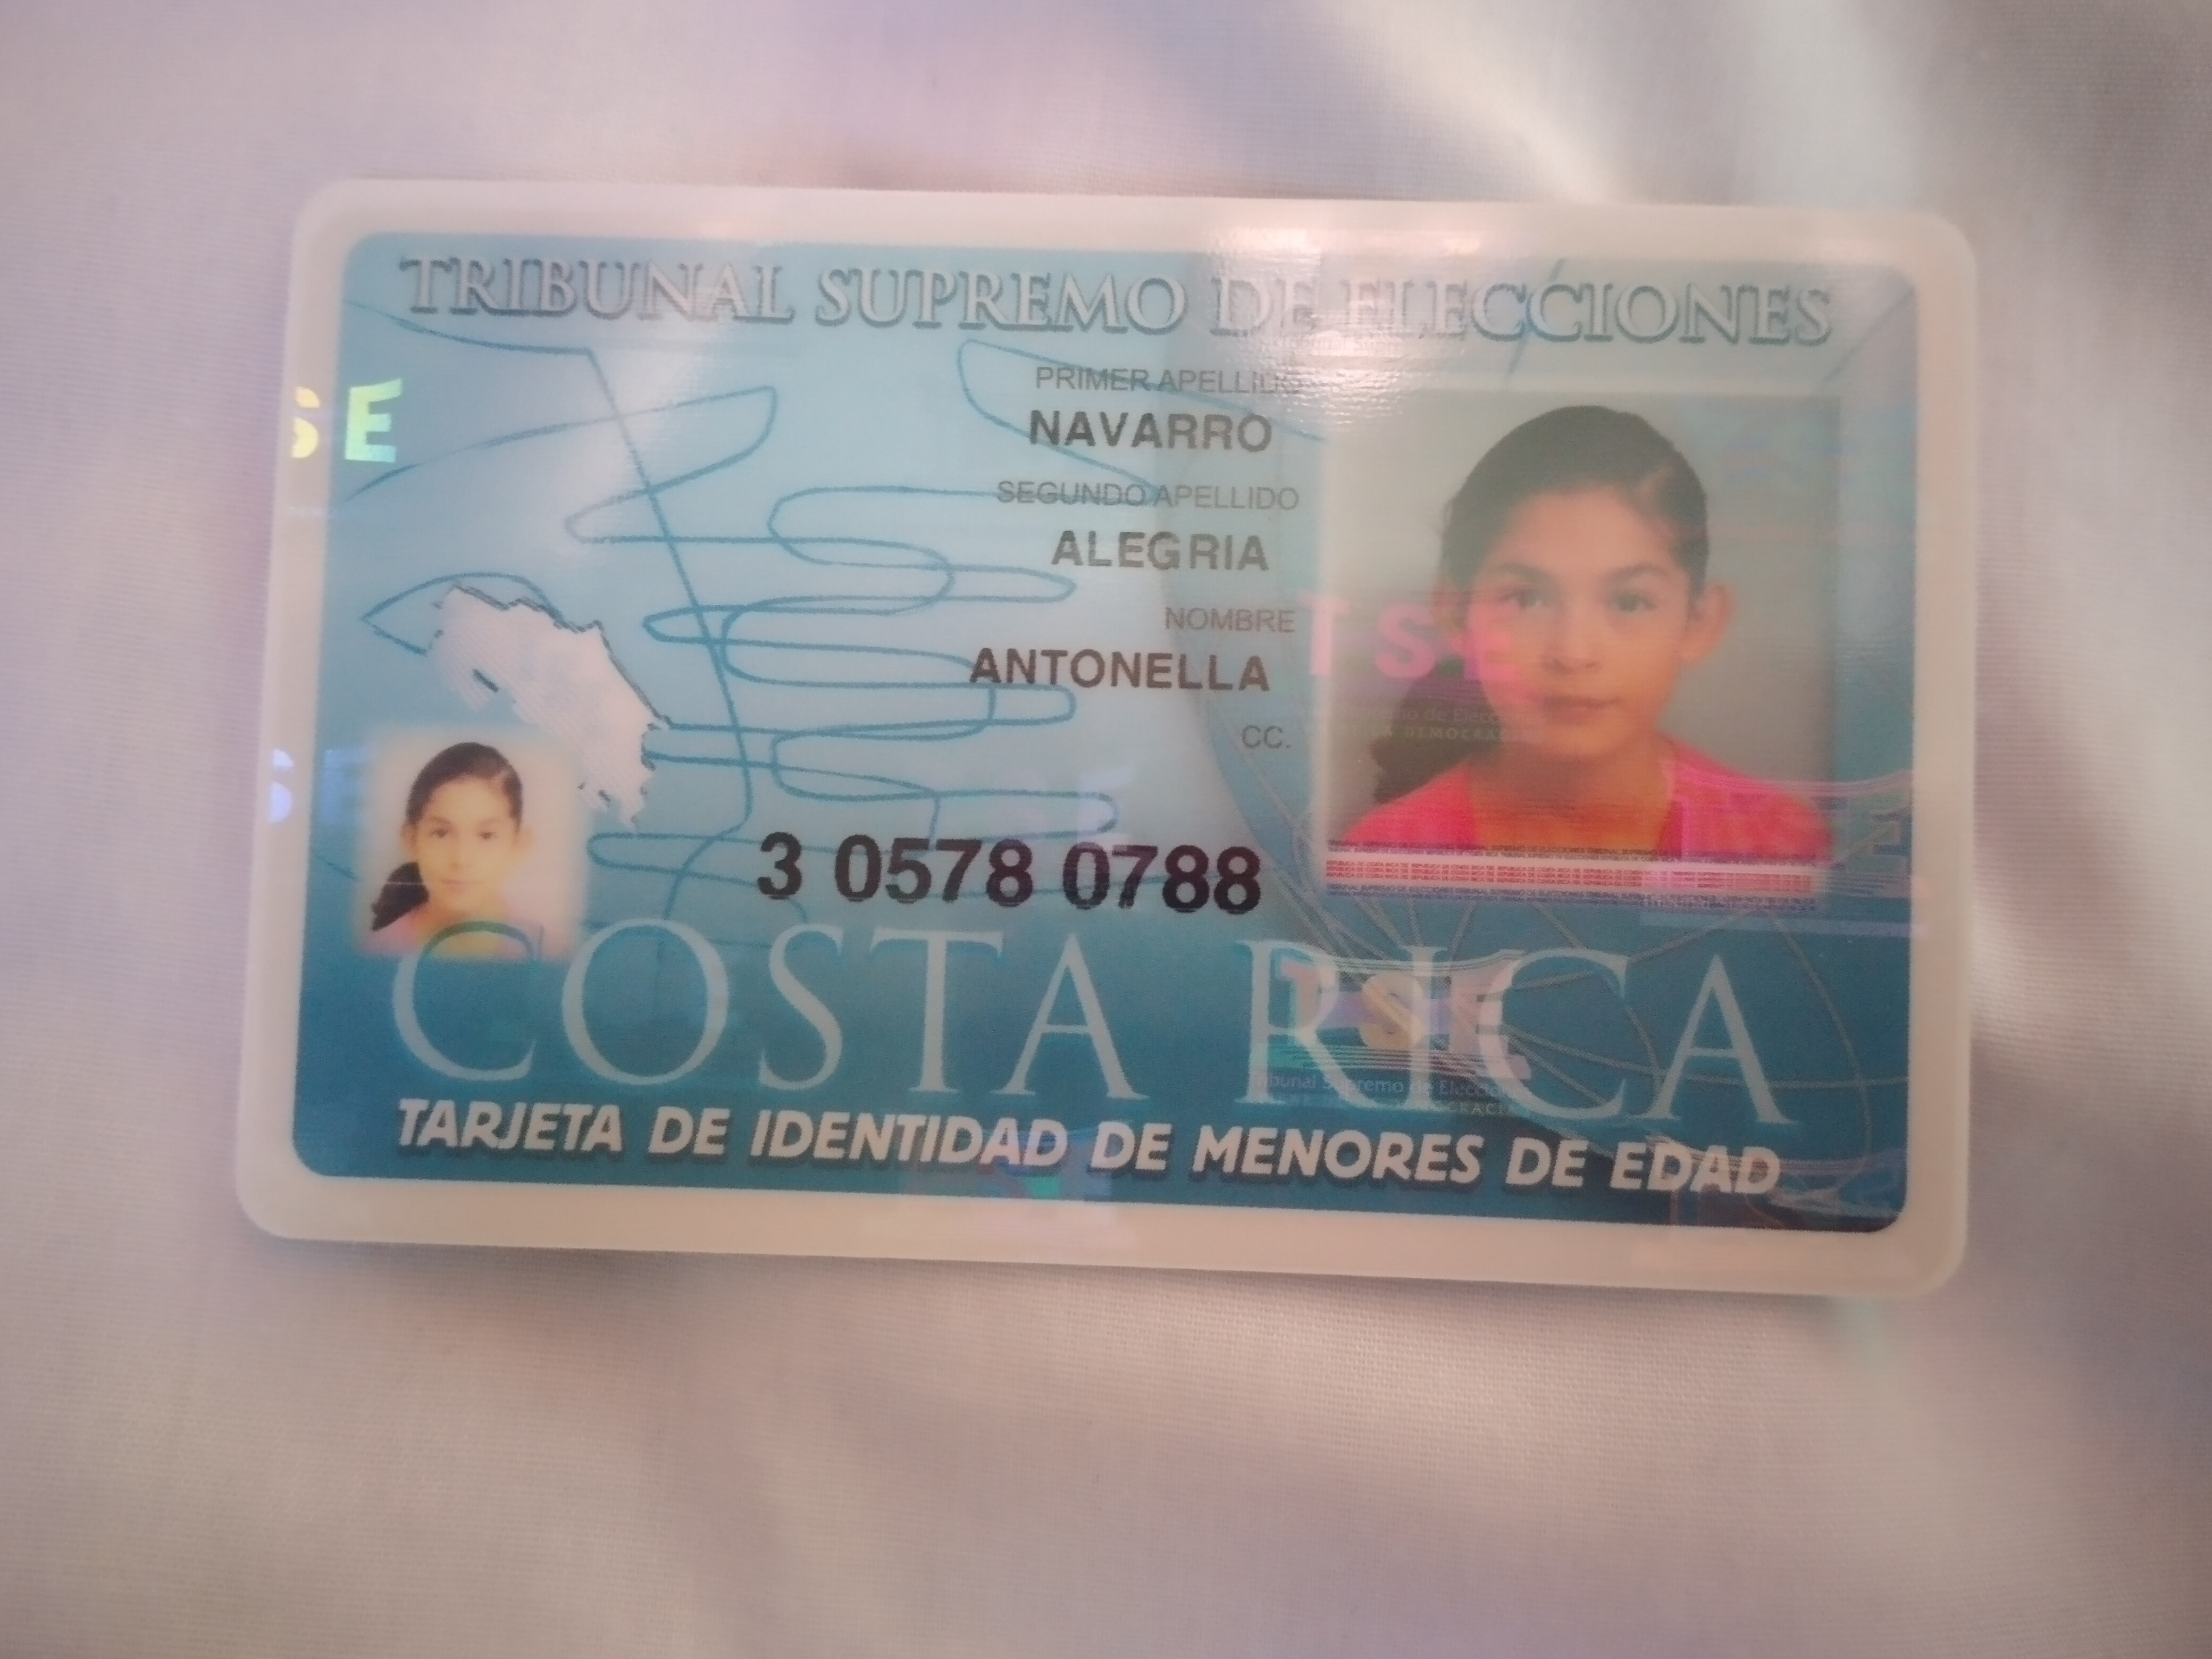 TRIBUNAL SUPREMO DE ELECCIONES
SE
PRIMER APELLIDO
NAVARRO
SEGUNDO APELLIDO
ALEGRIA
NOMBRE
TSE
ANTONELLA
CC.
3 0578 0788
COSTA RICA
TSE
Tribunal Supremo de Elecciones
TARJETA DE IDENTIDAD DE MENORES DE EDAD